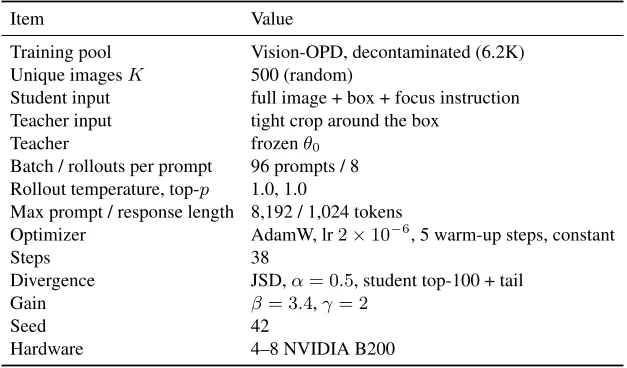 Item Value
Training pool Vision-OPD, decontaminated (6.2K)
Unique images K 500 (random)
Student input full image + box + focus instruction
Teacher input tight crop around the box
Teacher frozen θ₀
Batch / rollouts per prompt 96 prompts / 8
Rollout temperature, top-p 1.0, 1.0
Max prompt / response length 8,192 / 1,024 tokens
Optimizer AdamW, lr 2 × 10⁻⁶, 5 warm-up steps, constant
Steps 38
Divergence JSD, α = 0.5, student top-100 + tail
Gain β = 3.4, γ = 2
Seed 42
Hardware 4–8 NVIDIA B200